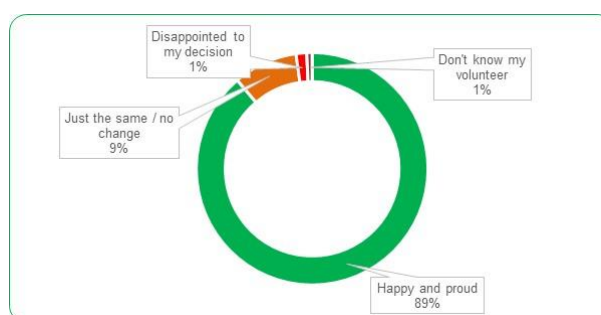 Disappointed to
my decision
1%
Don't know my
volunteer
1%
Just the same / no
change
9%
Happy and proud
89%